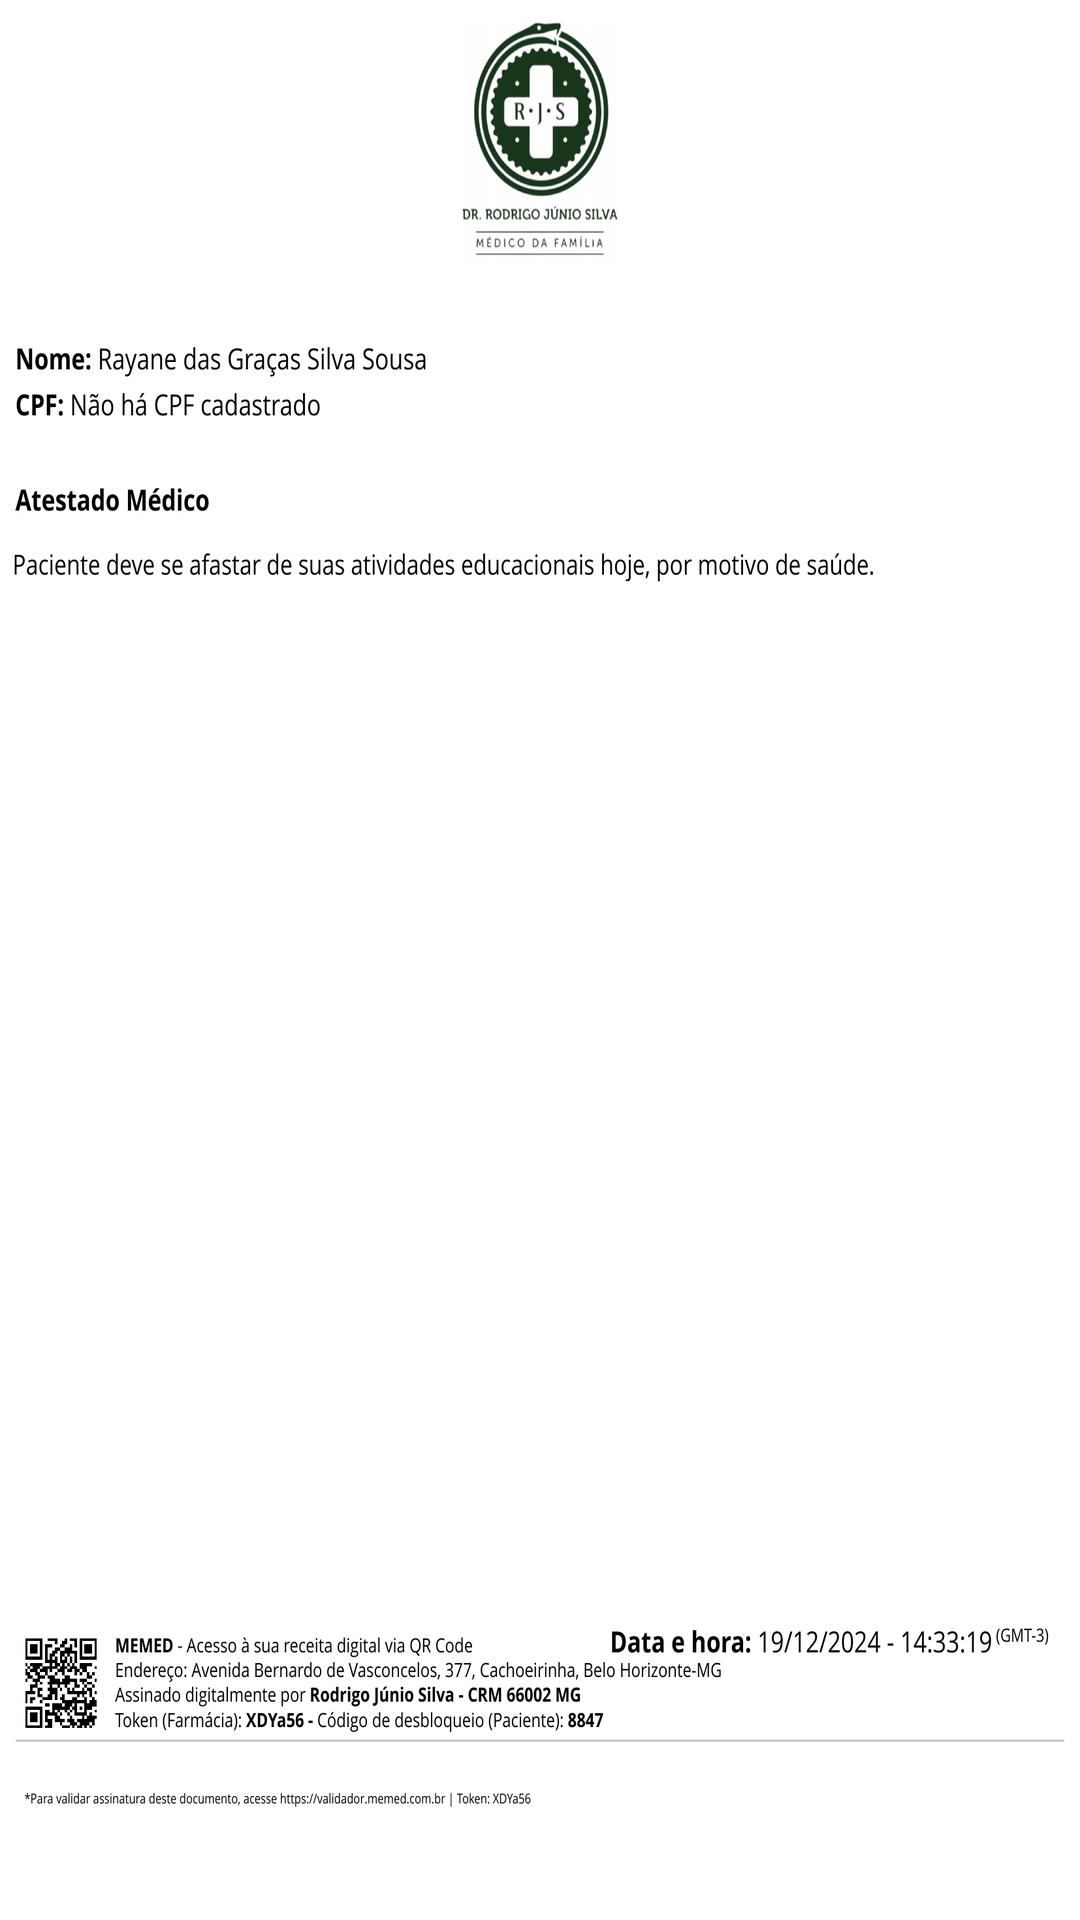 R·J·S
DR. RODRIGO JÚNIO SILVA
MÉDICO DA FAMÍLIA
Nome: Rayane das Graças Silva Sousa
CPF: Não há CPF cadastrado
Atestado Médico
Paciente deve se afastar de suas atividades educacionais hoje, por motivo de saúde.
MEMED - Acesso à sua receita digital via QR Code
Data e hora: 19/12/2024 - 14:33:19 (GMT-3)
Endereço: Avenida Bernardo de Vasconcelos, 377, Cachoeirinha, Belo Horizonte-MG
Assinado digitalmente por Rodrigo Júnio Silva - CRM 66002 MG
Token (Farmácia): XDYa56 - Código de desbloqueio (Paciente): 8847
*Para validar assinatura deste documento, acesse https://validador.memed.com.br | Token: XDYa56